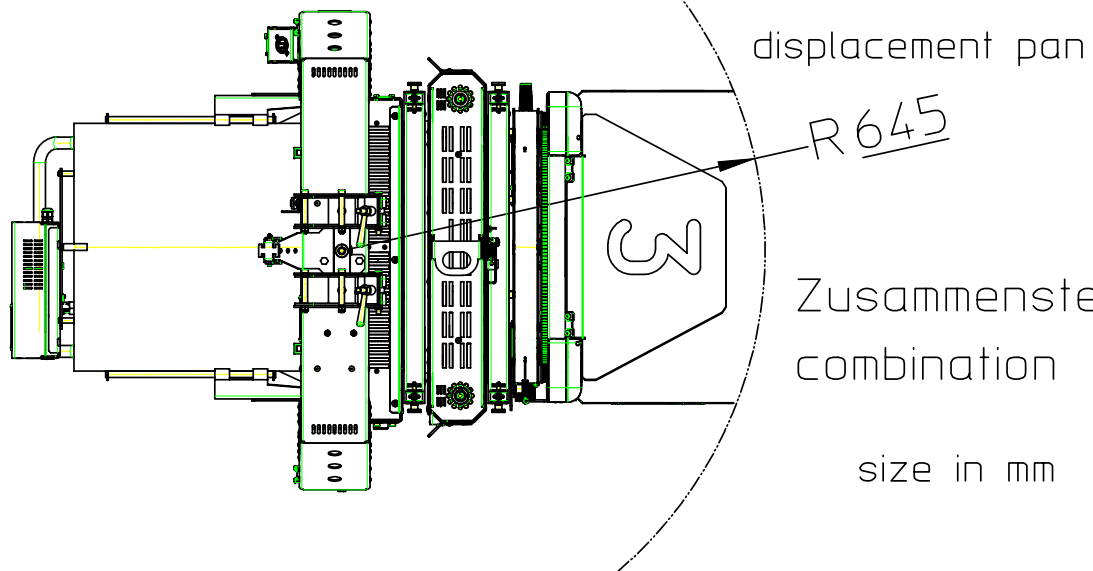 displacement pan
R 645
3
Zusammenste
combination
size in mm